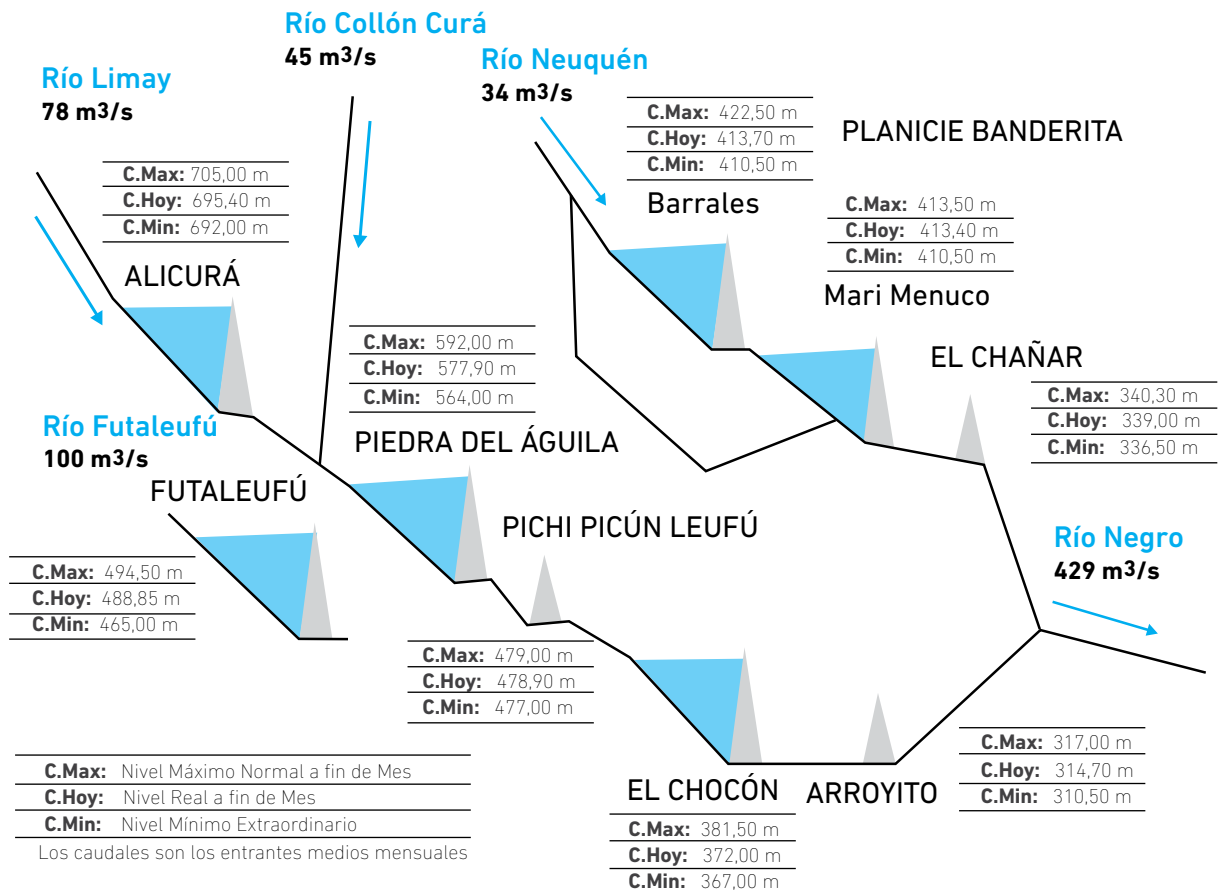 Río Collón Curá
45 m3/s
Río Limay
78 m3/s
Río Neuquén
34 m3/s
C.Max: 422,50 m
C.Hoy: 413,70 m
C.Min: 410,50 m
PLANICIE BANDERITA
Barrales
C.Max: 705,00 m
C.Hoy: 695,40 m
C.Min: 692,00 m
ALICURÁ
C.Max: 413,50 m
C.Hoy: 413,40 m
C.Min: 410,50 m
Mari Menuco
C.Max: 592,00 m
C.Hoy: 577,90 m
C.Min: 564,00 m
PIEDRA DEL ÁGUILA
EL CHAÑAR
C.Max: 340,30 m
C.Hoy: 339,00 m
C.Min: 336,50 m
Río Futaleufú
100 m3/s
FUTALEUFÚ
C.Max: 494,50 m
C.Hoy: 488,85 m
C.Min: 465,00 m
PICHI PICÚN LEUFÚ
C.Max: 479,00 m
C.Hoy: 478,90 m
C.Min: 477,00 m
Río Negro
429 m3/s
C.Max: 317,00 m
C.Hoy: 314,70 m
C.Min: 310,50 m
EL CHOCÓN
C.Max: 381,50 m
C.Hoy: 372,00 m
C.Min: 367,00 m
ARROYITO
C.Max: Nivel Máximo Normal a fin de Mes
C.Hoy: Nivel Real a fin de Mes
C.Min: Nivel Mínimo Extraordinario
Los caudales son los entrantes medios mensuales